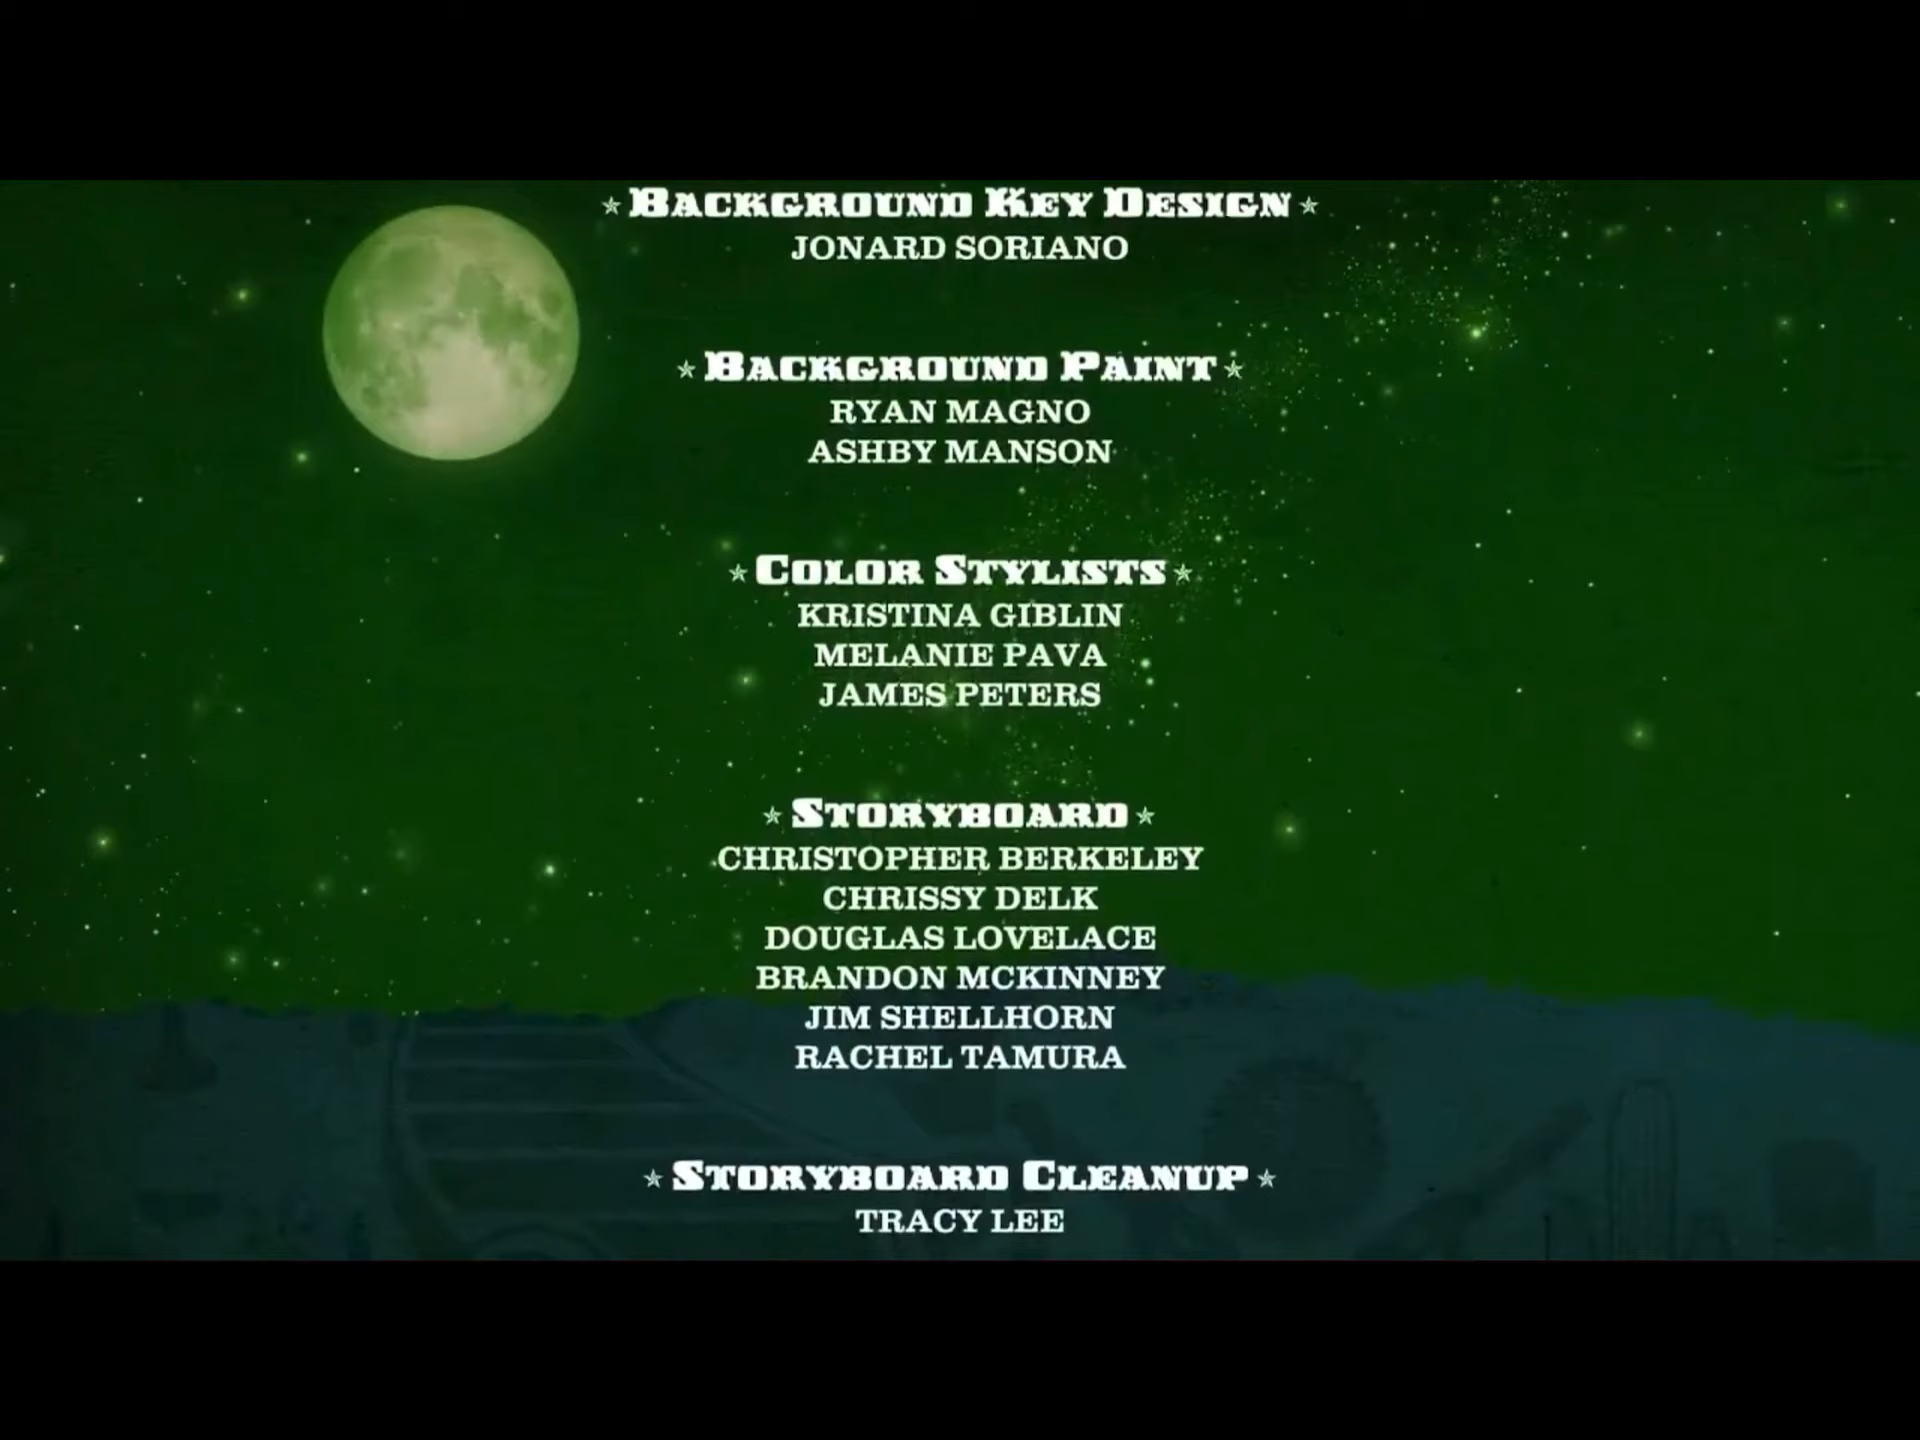 ✯ BACKGROUND KEY DESIGN ✯
JONARD SORIANO
✯ BACKGROUND PAINT ✯
RYAN MAGNO
ASHBY MANSON
✯ COLOR STYLISTS ✯
KRISTINA GIBLIN
MELANIE PAVA
JAMES PETERS
✯ STORYBOARD ✯
CHRISTOPHER BERKELEY
CHRISSY DELK
DOUGLAS LOVELACE
BRANDON MCKINNEY
JIM SHELLHORN
RACHEL TAMURA
✯ STORYBOARD CLEANUP ✯
TRACY LEE